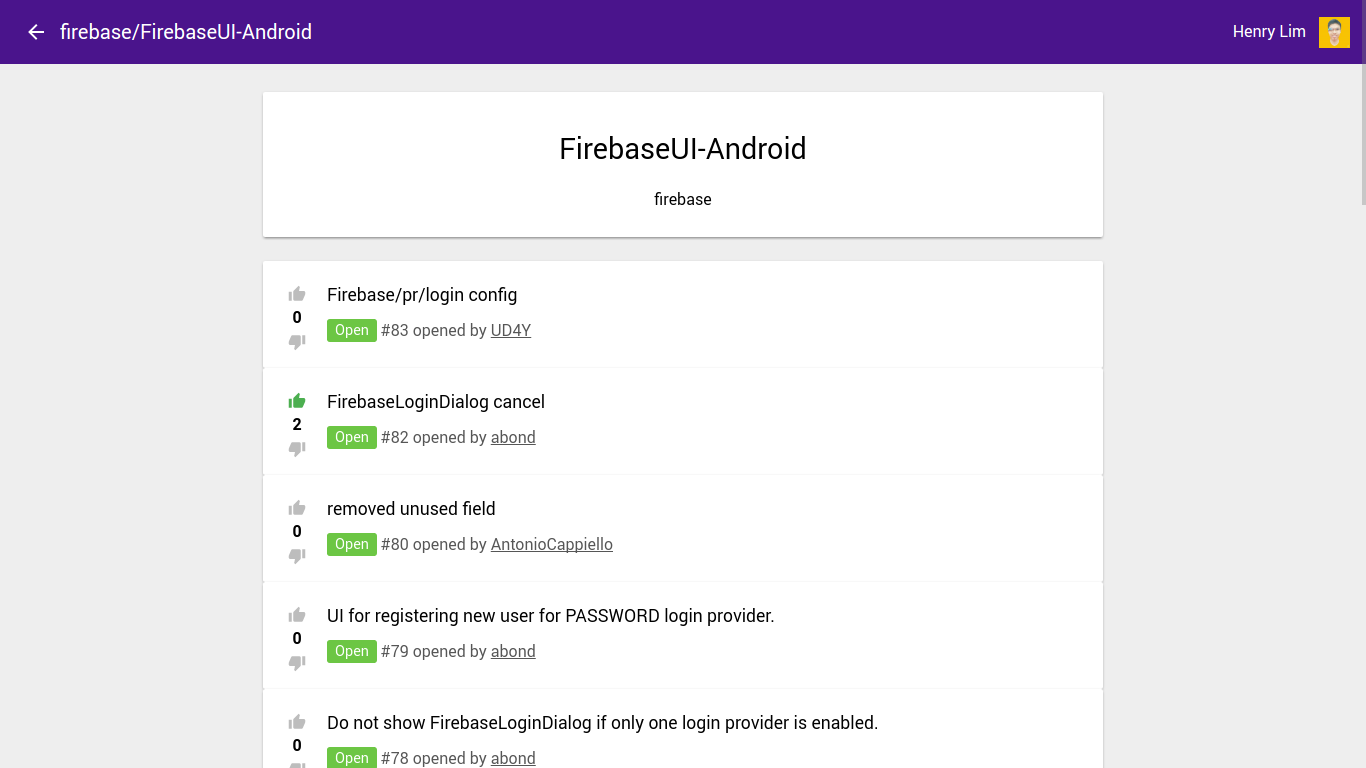 firebase/FirebaseUI-Android
Henry Lim
FirebaseUI-Android
firebase
Firebase/pr/login config
0
Open #83 opened by UD4Y
FirebaseLoginDialog cancel
2
Open #82 opened by abond
removed unused field
0
Open #80 opened by AntonioCappiello
UI for registering new user for PASSWORD login provider.
0
Open #79 opened by abond
Do not show FirebaseLoginDialog if only one login provider is enabled.
0
Open #78 opened by abond